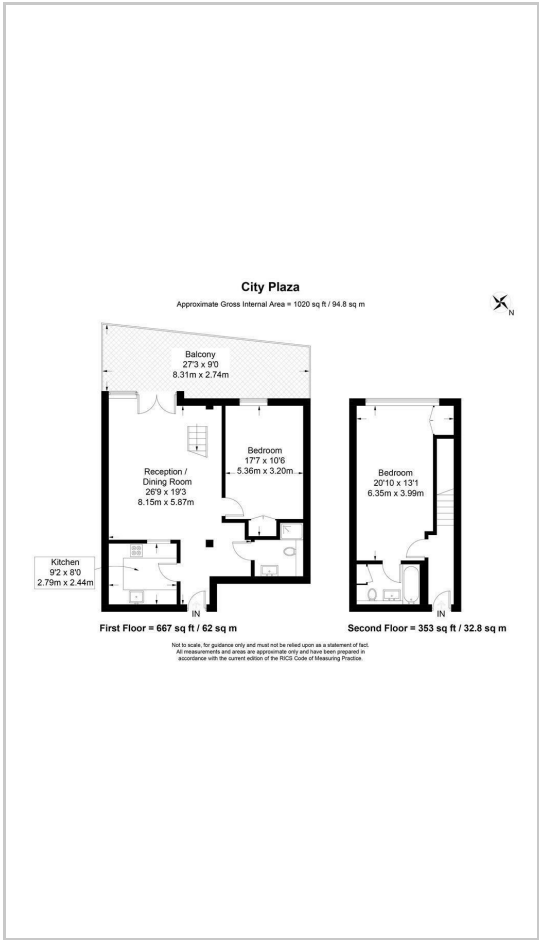 City Plaza
Approximate Gross Internal Area = 1020 sq ft / 94.8 sq m
N
Balcony
27'3 x 9'0
8.31m x 2.74m
Reception /
Dining Room
26'9 x 19'3
8.15m x 5.87m
Bedroom
17'7 x 10'6
5.36m x 3.20m
Kitchen
9'2 x 8'0
2.79m x 2.44m
IN
First Floor = 667 sq ft / 62 sq m
Bedroom
20'10 x 13'1
6.35m x 3.99m
IN
Second Floor = 353 sq ft / 32.8 sq m
Not to scale, for guidance only and must not be relied upon as a statement of fact.
All measurements and areas are approximate only and have been prepared in
accordance with the current edition of the RICS Code of Measuring Practice.